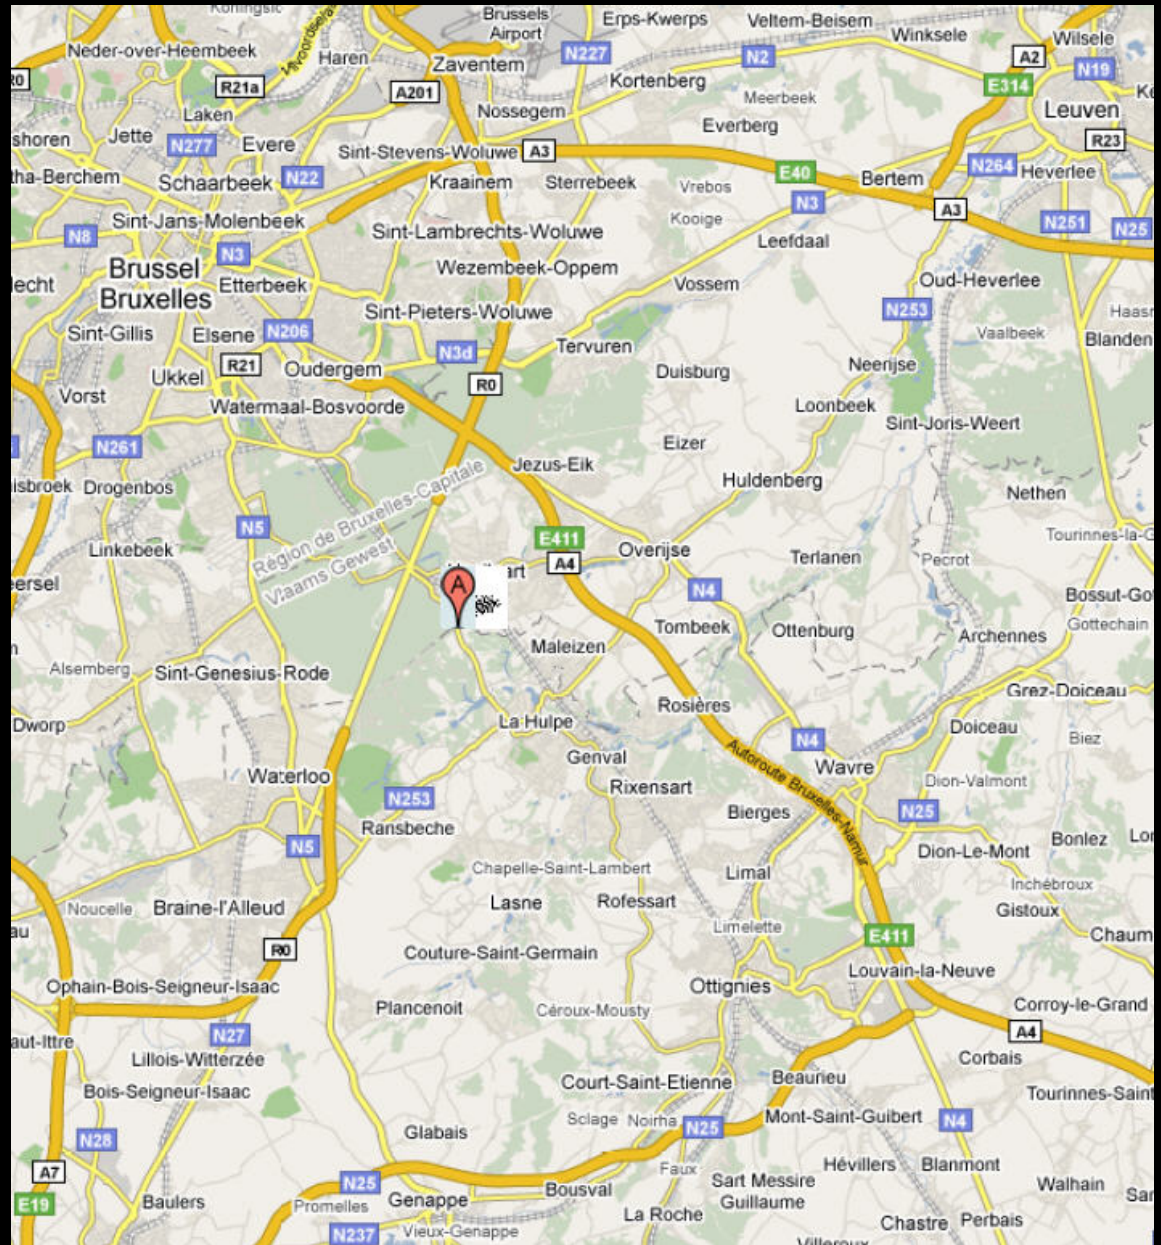 Brussels
Airport
Erps-Kwerps
Veltem-Beisem
Winksele
Wilsele
Neder-over-Heembeek
Haren
Zaventem
N227
N2
A2
N19
R0
R21a
A201
Kortenberg
E314
Meerbeek
Leuven
Laken
Nossegem
Everberg
Jette
N277
Evere
Sint-Stevens-Woluwe
A3
R23
N264
Heverlee
Schaarbeek
N22
Kraainem
Sterrebeek
Vrebos
E40
Bertem
N3
A3
Sint-Jans-Molenbeek
Kooige
N251
N25
N8
N3
Sint-Lambrechts-Woluwe
Leefdaal
Brussel
Bruxelles
Etterbeek
Wezembeek-Oppem
Vossem
Oud-Heverlee
Sint-Pieters-Woluwe
N253
Sint-Gillis
Elsene
N206
Vaalbeek
Blanden
N3d
Tervuren
R21
Oudergem
Ukkel
R0
Duisburg
Neerijse
Vorst
Watermaal-Bosvoorde
Loonbeek
Sint-Joris-Weert
N261
Eizer
Jezus-Eik
Drogenbos
Huldenberg
Nethen
Région de Bruxelles-Capitale
Vlaams Gewest
N5
E411
Linkebeek
Overijse
Terlanen
Pecrot
A4
A
N4
Tombeek
Ottenburg
Archennes
Gottechain
Maleizen
Alsemberg
Sint-Genesius-Rode
Rosières
Grez-Doiceau
Dworp
La Hulpe
Doiceau
Biez
N4
Autoroute Bruxelles-Namur
Genval
Waterloo
Rixensart
Wavre
Dion-Valmont
N253
Bierges
N25
Ransbeche
N5
Bonlez
Dion-Le-Mont
Chapelle-Saint-Lambert
Limal
Inchébroux
Noucelle
Braine-l'Alleud
Lasne
Rofessart
Gistoux
Limelette
E411
R0
Couture-Saint-Germain
Louvain-la-Neuve
Ophain-Bois-Seigneur-Isaac
Ottignies
Plancenoit
Céroux-Mousty
Corroy-le-Grand
N27
A4
Lillois-Witterzée
Corbais
Bois-Seigneur-Isaac
Court-Saint-Etienne
Beaurieu
Sclage
Noirha
N25
Mont-Saint-Guibert
N4
N28
Glabais
Faux
Hévillers
Blanmont
A7
N25
Sart Messire
Guillaume
Walhain
E19
Baulers
Promelles
Genappe
Bousval
La Roche
Chastre
Perbais
N237
Vieux-Genappe